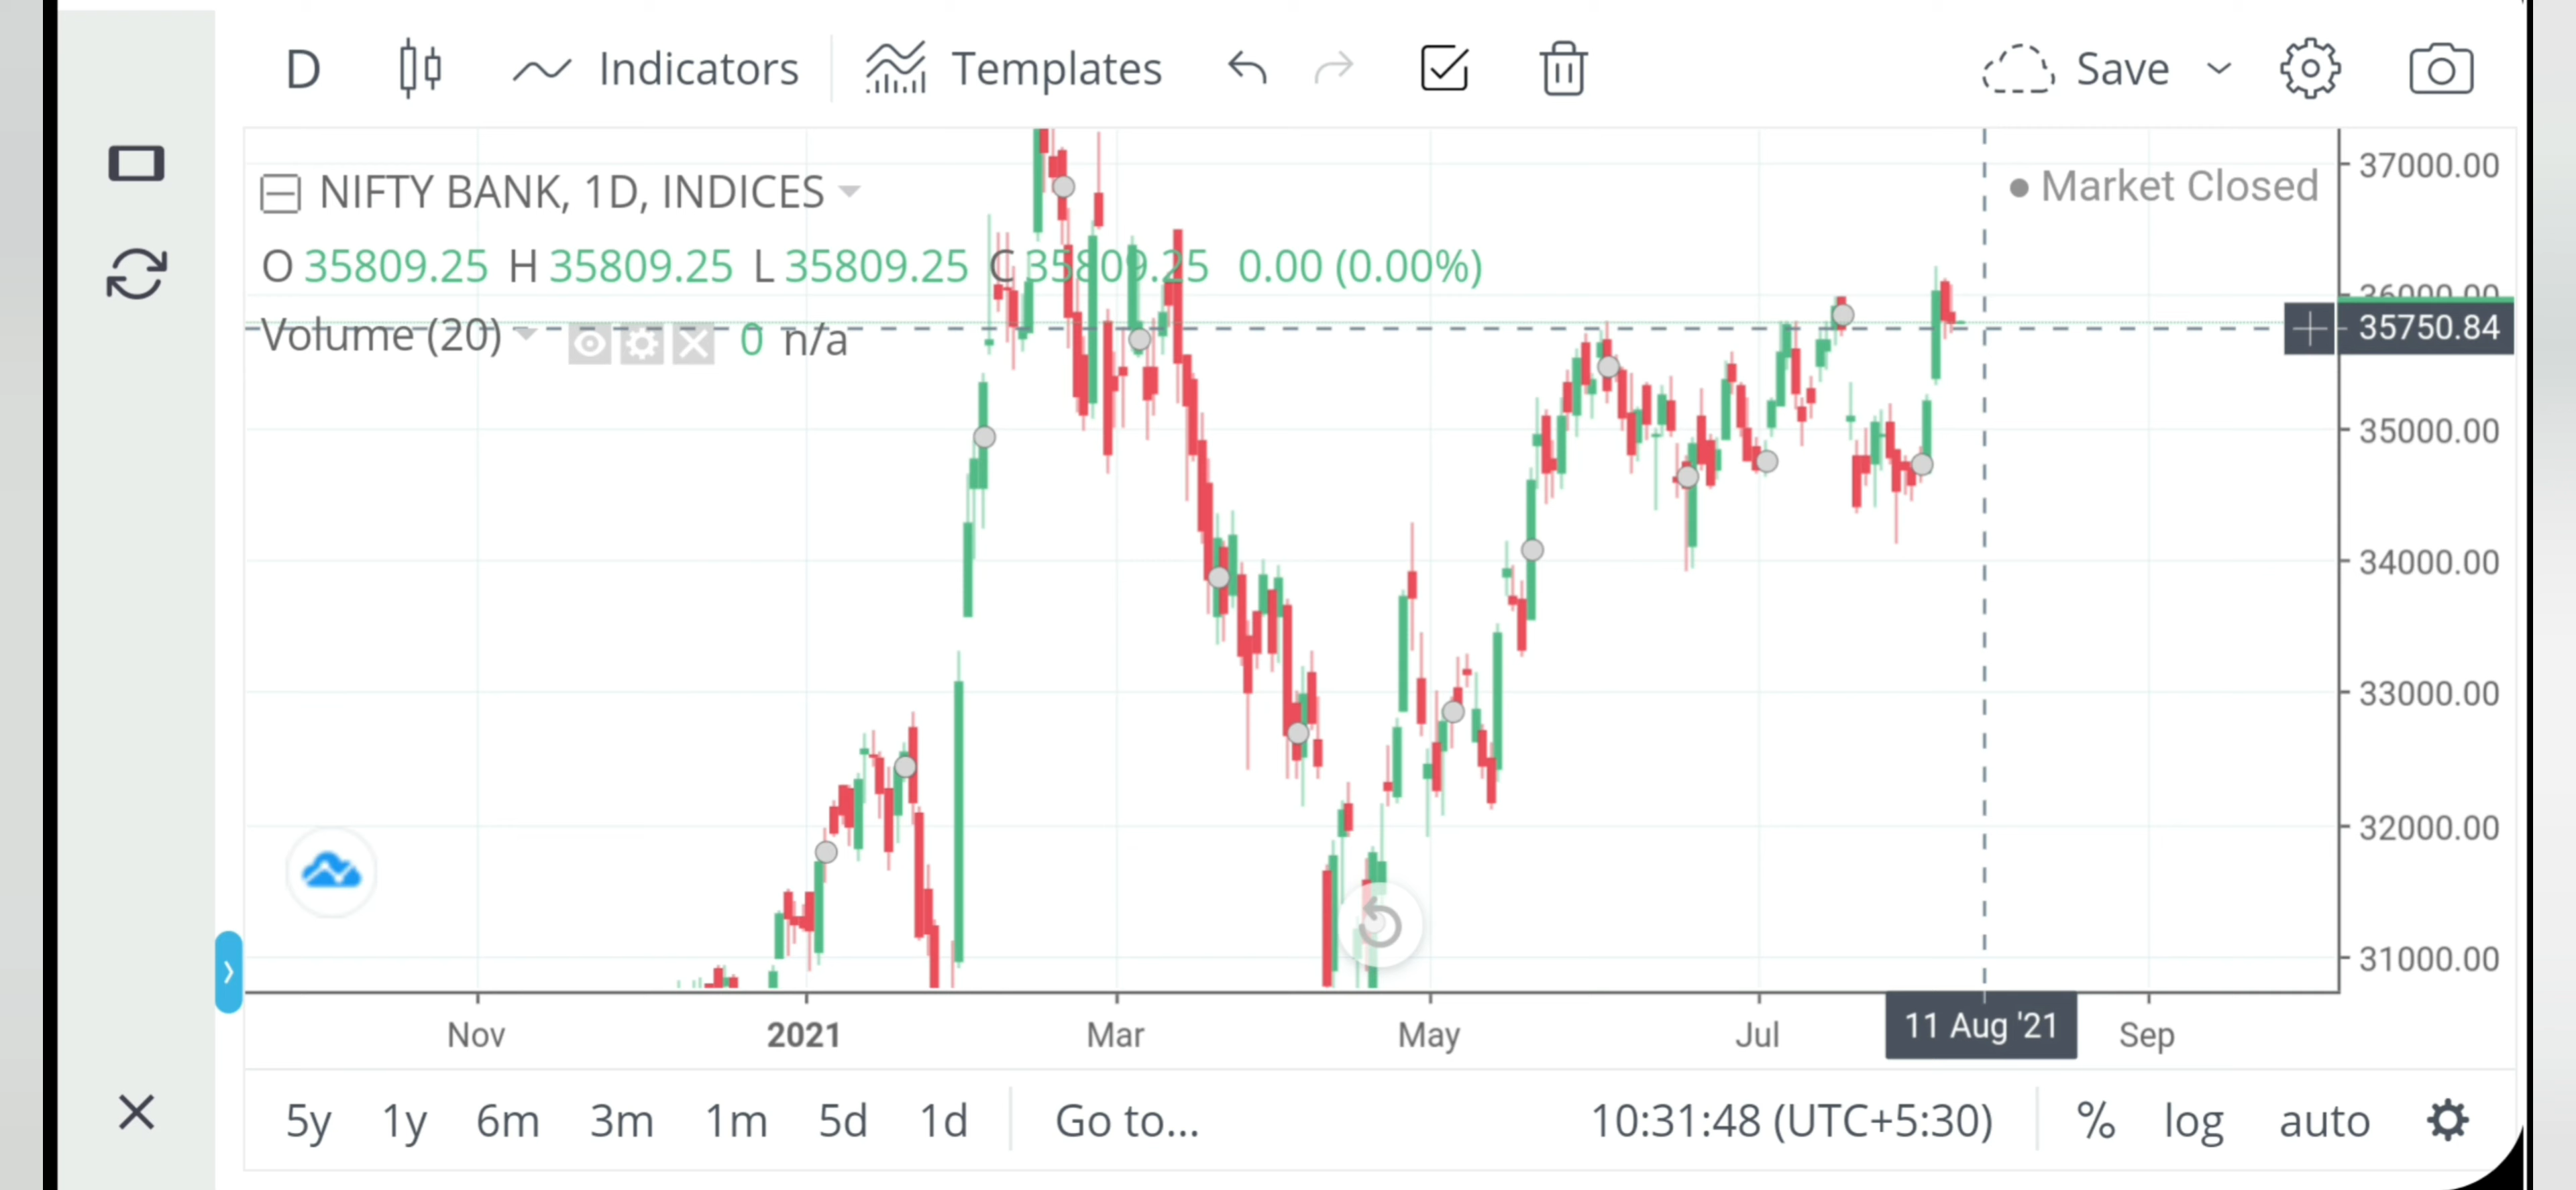 D Indicators Templates Save
NIFTY BANK, 1D, INDICES
Market Closed
O 35809.25 H 35809.25 L 35809.25 C 35809.25 0.00 (0.00%)
Volume (20) 0 n/a
37000.00
36000.00
35750.84
35000.00
34000.00
33000.00
32000.00
31000.00
Nov 2021 Mar May Jul 11 Aug '21 Sep
5y 1y 6m 3m 1m 5d 1d Go to... 10:31:48 (UTC+5:30) % log auto